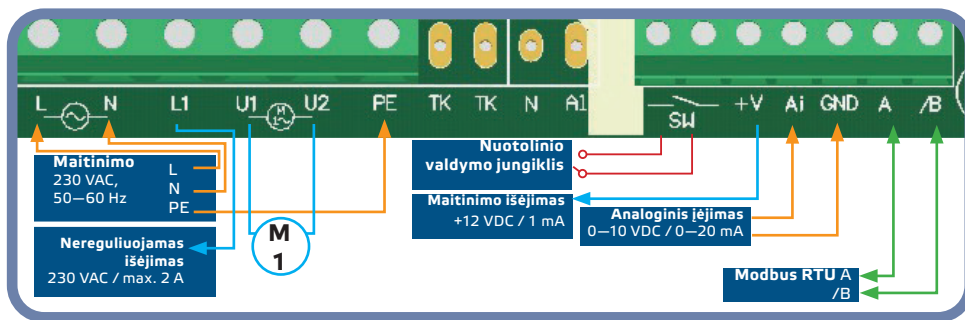 L N L1 U1 M 1~ U2 PE TK TK N A1 SW +V Ai GND A /B
Maitinimo
230 VAC,
50—60 Hz
L
N
PE
Nereguliuojamas
išėjimas
230 VAC / max. 2 A
M
1
Nuotolinio
valdymo jungiklis
Maitinimo išėjimas
+12 VDC / 1 mA
Analoginis įėjimas
0—10 VDC / 0—20 mA
Modbus RTU A
/B